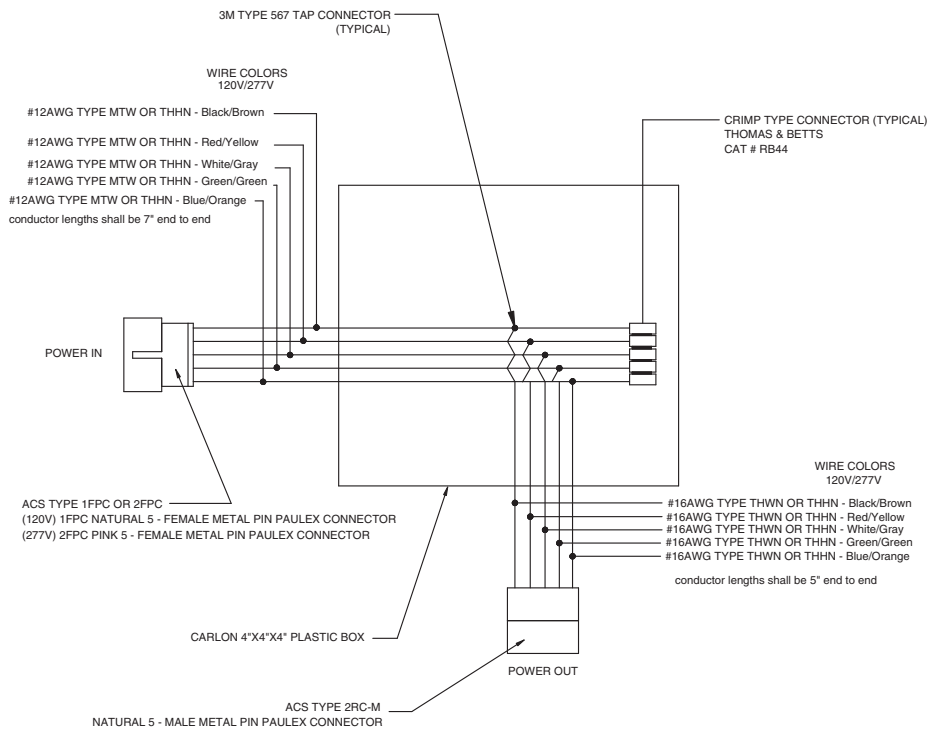 3M TYPE 567 TAP CONNECTOR
(TYPICAL)
WIRE COLORS
120V/277V
#12AWG TYPE MTW OR THHN - Black/Brown
#12AWG TYPE MTW OR THHN - Red/Yellow
#12AWG TYPE MTW OR THHN - White/Gray
#12AWG TYPE MTW OR THHN - Green/Green
#12AWG TYPE MTW OR THHN - Blue/Orange
conductor lengths shall be 7" end to end
CRIMP TYPE CONNECTOR (TYPICAL)
THOMAS & BETTS
CAT # RB44
POWER IN
ACS TYPE 1FPC OR 2FPC
(120V) 1FPC NATURAL 5 - FEMALE METAL PIN PAULEX CONNECTOR
(277V) 2FPC PINK 5 - FEMALE METAL PIN PAULEX CONNECTOR
WIRE COLORS
120V/277V
#16AWG TYPE THWN OR THHN - Black/Brown
#16AWG TYPE THWN OR THHN - Red/Yellow
#16AWG TYPE THWN OR THHN - White/Gray
#16AWG TYPE THWN OR THHN - Green/Green
#16AWG TYPE THWN OR THHN - Blue/Orange
conductor lengths shall be 5" end to end
CARLON 4"X4"X4" PLASTIC BOX
POWER OUT
ACS TYPE 2RC-M
NATURAL 5 - MALE METAL PIN PAULEX CONNECTOR